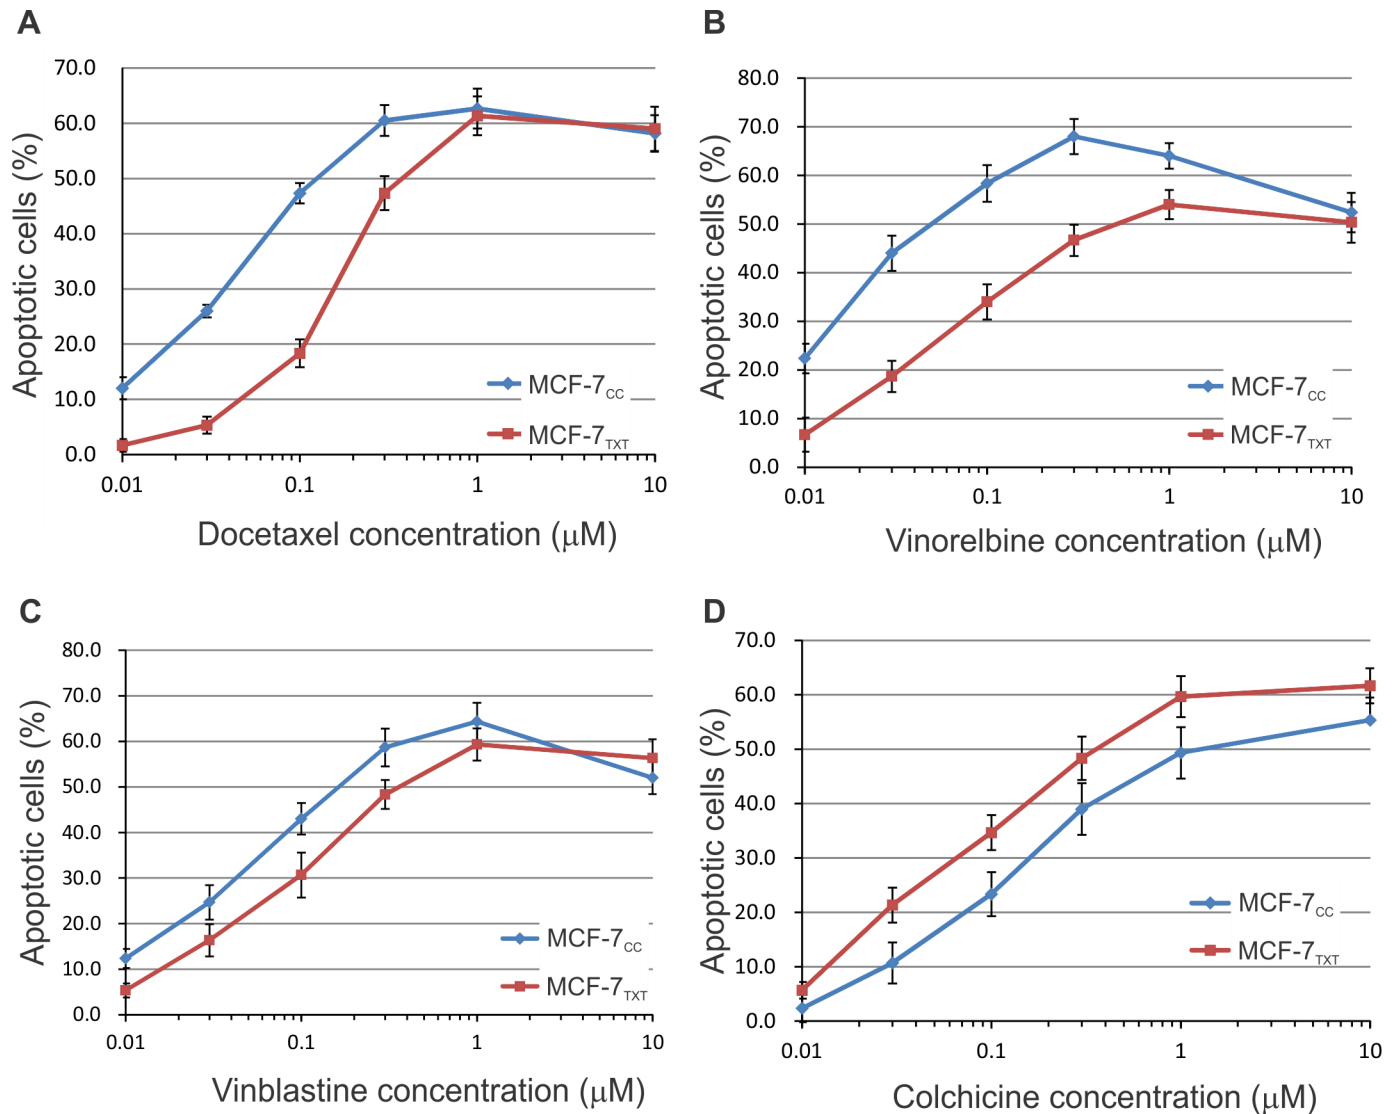 A
70.0
60.0
50.0
40.0
30.0
20.0
10.0
0.0
Apoptotic cells (%)
MCF-7CC
MCF-7TXT
0.01 0.1 1 10
Docetaxel concentration (μM)
B
80.0
70.0
60.0
50.0
40.0
30.0
20.0
10.0
0.0
Apoptotic cells (%)
MCF-7CC
MCF-7TXT
0.01 0.1 1 10
Vinorelbine concentration (μM)
C
80.0
70.0
60.0
50.0
40.0
30.0
20.0
10.0
0.0
Apoptotic cells (%)
MCF-7CC
MCF-7TXT
0.01 0.1 1 10
Vinblastine concentration (μM)
D
70.0
60.0
50.0
40.0
30.0
20.0
10.0
0.0
Apoptotic cells (%)
MCF-7CC
MCF-7TXT
0.01 0.1 1 10
Colchicine concentration (μM)